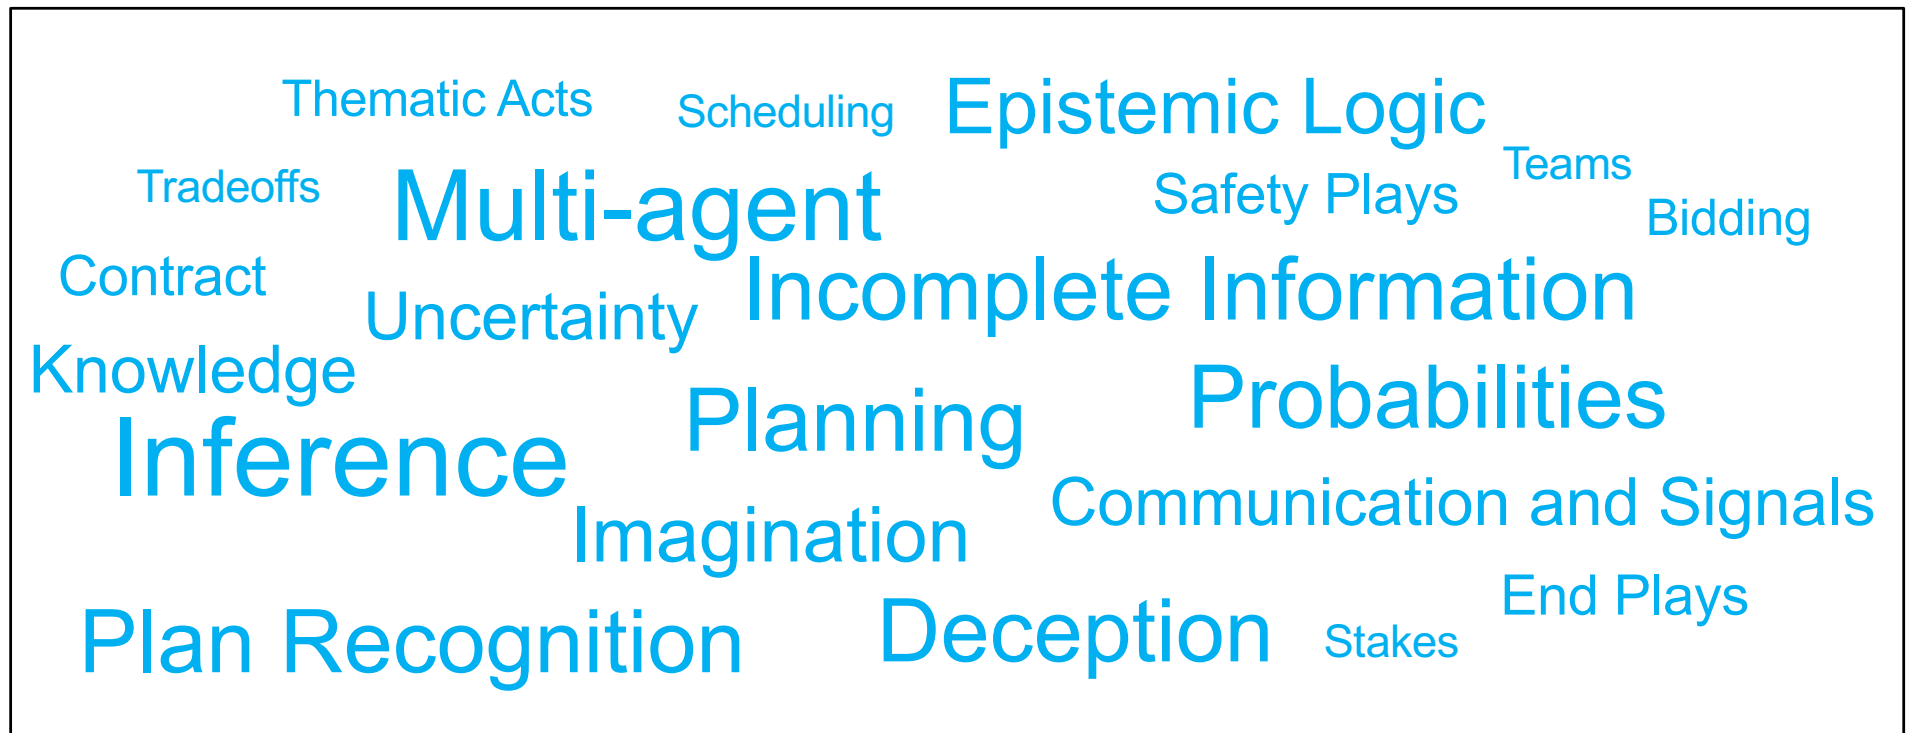 Thematic Acts
Scheduling
Epistemic Logic
Teams
Tradeoffs
Multi-agent
Safety Plays
Bidding
Contract
Uncertainty
Incomplete Information
Knowledge
Planning
Probabilities
Inference
Imagination
Communication and Signals
Plan Recognition
Deception
Stakes
End Plays